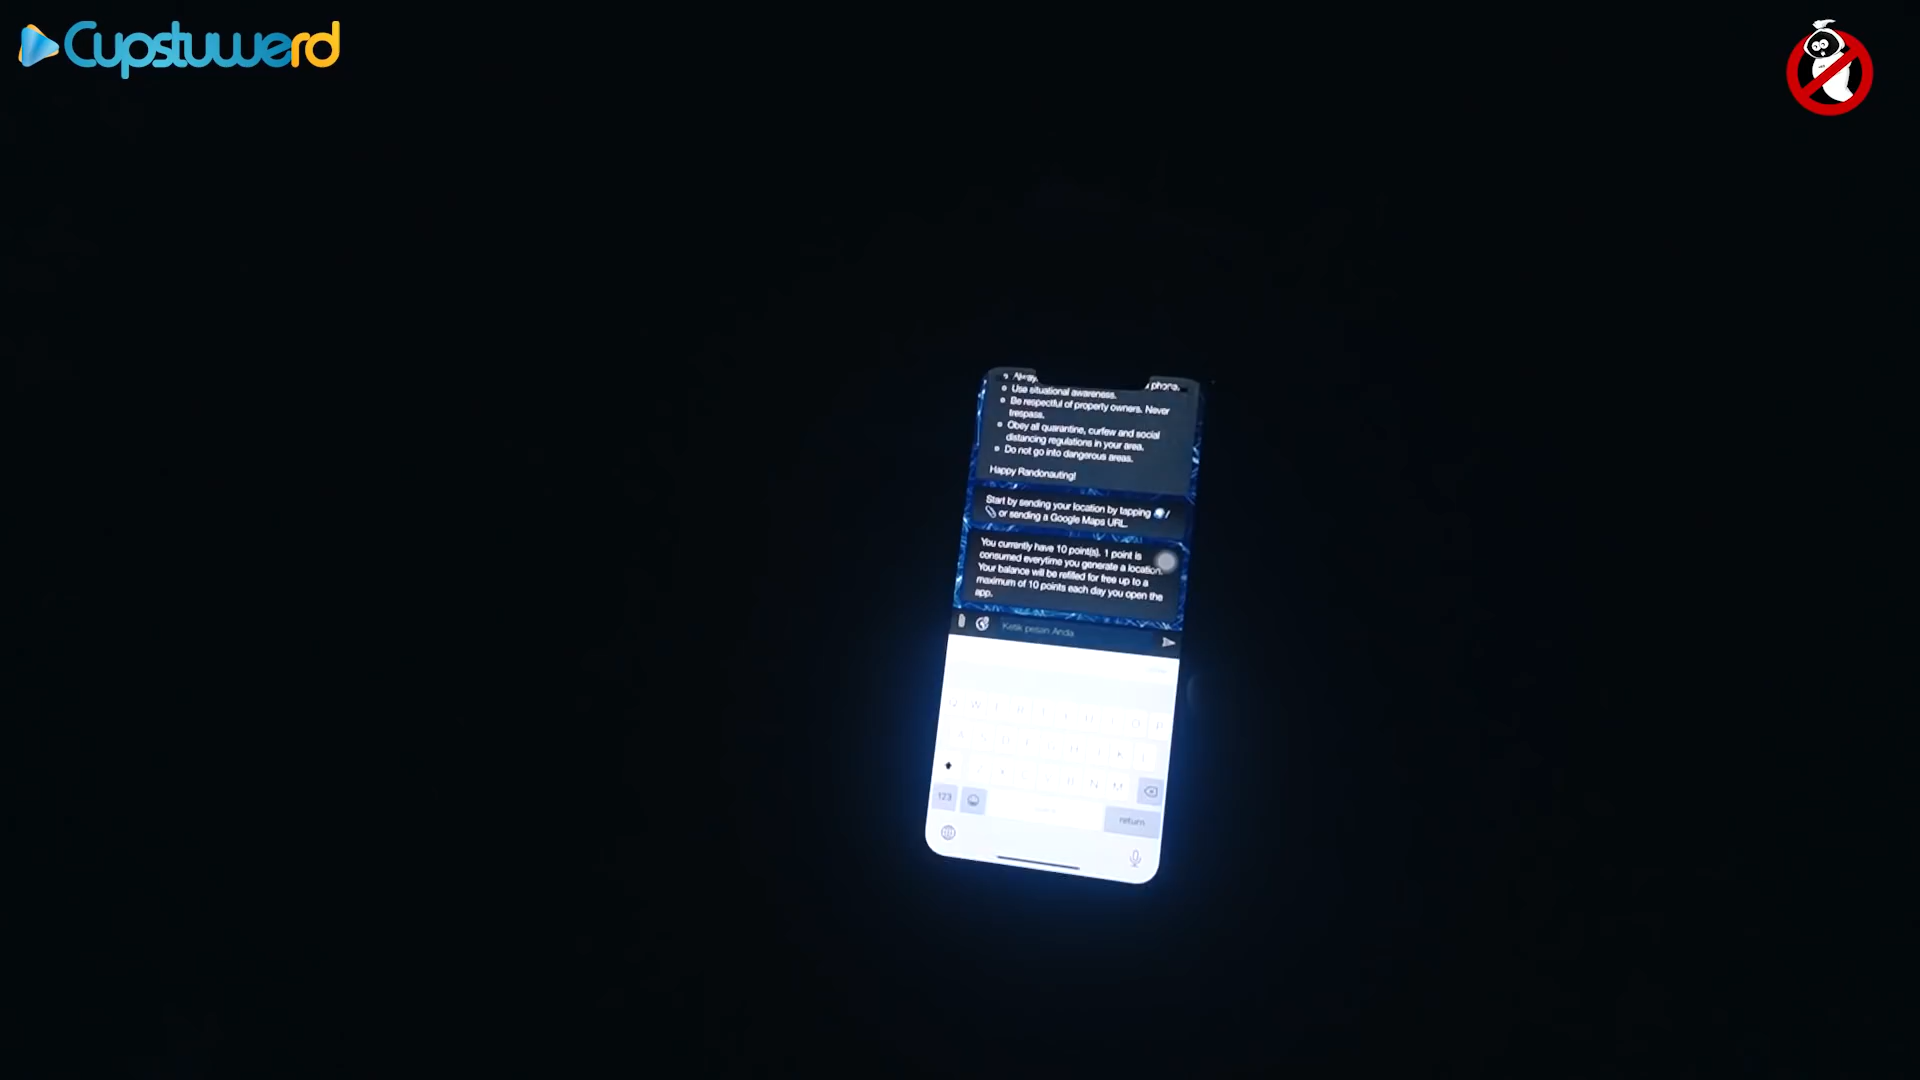 Cupstuwerd
phone.
Use situational awareness.
Be respectful of property owners. Never
trespass.
Obey all quarantine, curfew and social
distancing regulations in your area.
Do not go into dangerous areas.
Happy Randonauting!
Start by sending your location by tapping /
or sending a Google Maps URL.
You currently have 10 point(s). 1 point is
consumed everytime you generate a location.
Your balance will be refilled for free up to a
maximum of 10 points each day you open the
app.
Ketik pesan Anda
123
return